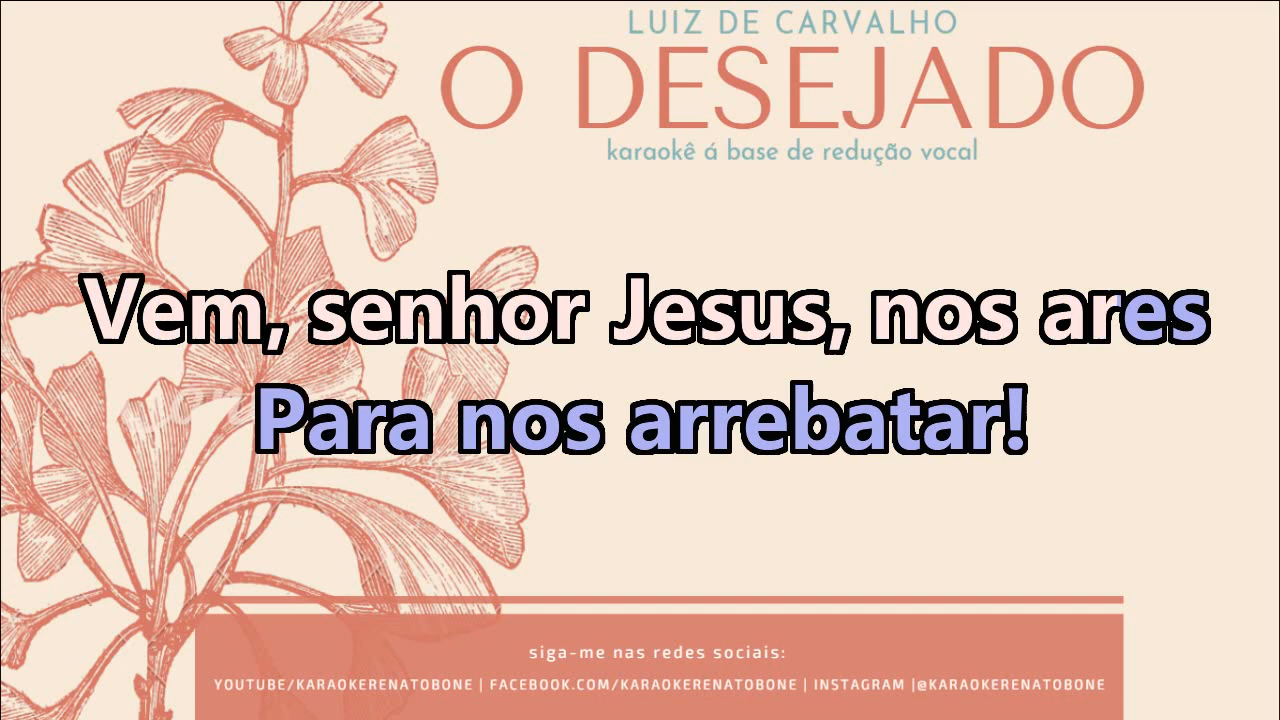 LUIZ DE CARVALHO
O DESEJADO
karaokê á base de redução vocal
Vem, senhor Jesus, nos ares
Para nos arrebatar!
siga-me nas redes sociais:
YOUTUBE/KARAOKERENATOBONE | FACEBOOK.COM/KARAOKERENATOBONE | INSTAGRAM |@KARAOKERENATOBONE